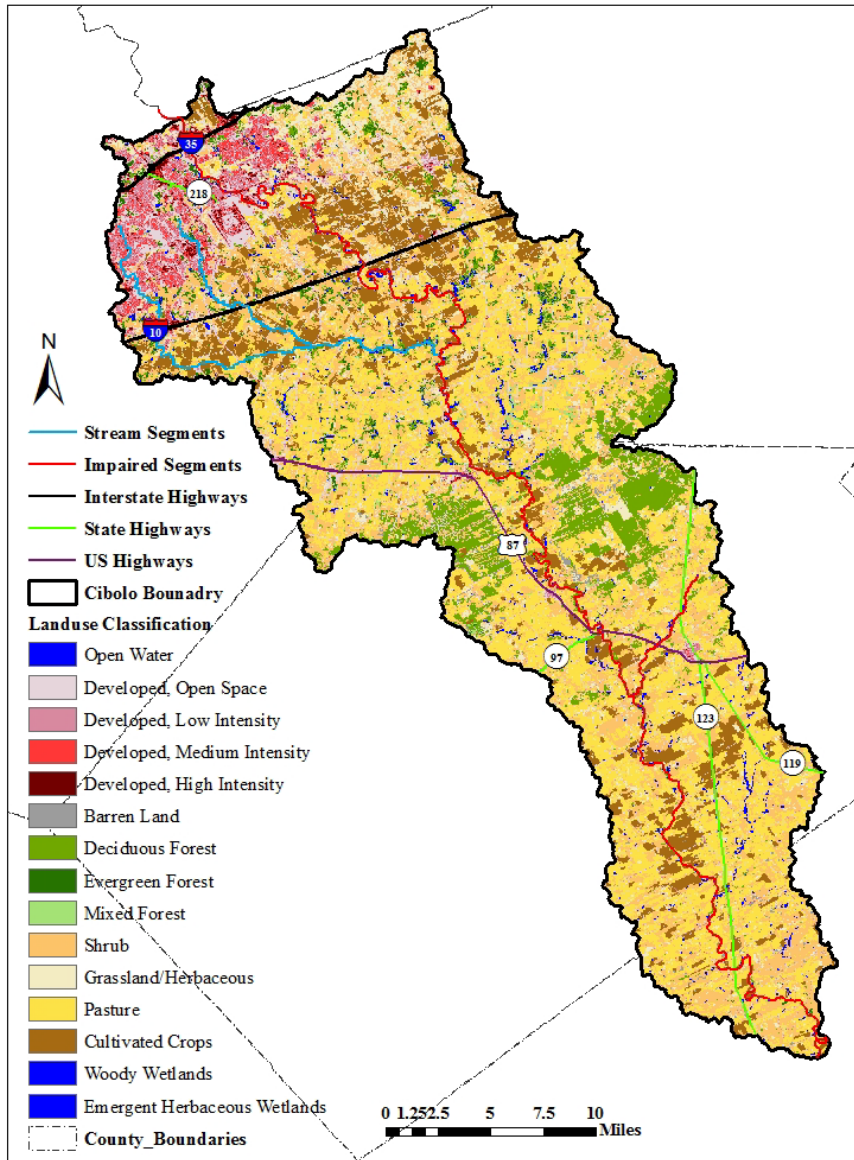 35
218
10
N
Stream Segments
Impaired Segments
Interstate Highways
State Highways
US Highways
Cibolo Bounadry
87
97
123
119
Landuse Classification
Open Water
Developed, Open Space
Developed, Low Intensity
Developed, Medium Intensity
Developed, High Intensity
Barren Land
Deciduous Forest
Evergreen Forest
Mixed Forest
Shrub
Grassland/Herbaceous
Pasture
Cultivated Crops
Woody Wetlands
Emergent Herbaceous Wetlands
County_Boundaries
0 1.252.5 5 7.5 10
Miles